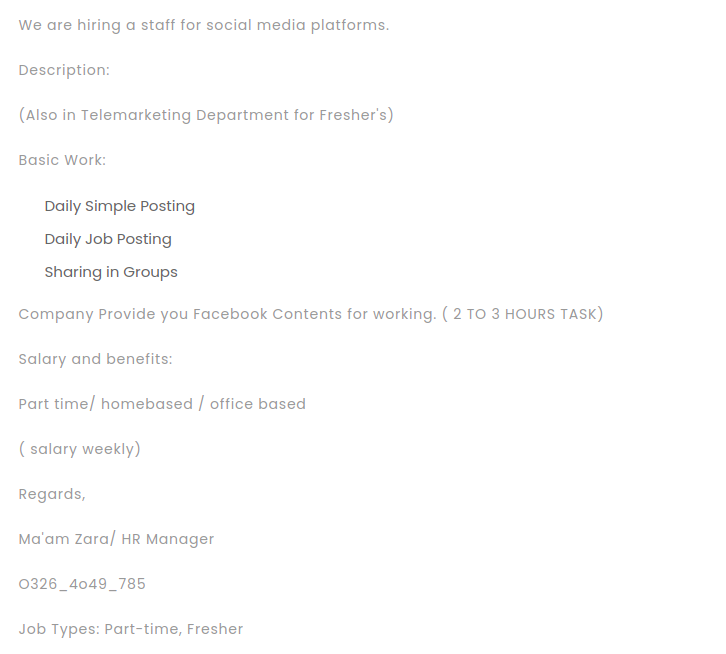 We are hiring a staff for social media platforms.
Description:
(Also in Telemarketing Department for Fresher's)
Basic Work:
Daily Simple Posting
Daily Job Posting
Sharing in Groups
Company Provide you Facebook Contents for working. ( 2 TO 3 HOURS TASK)
Salary and benefits:
Part time/ homebased / office based
( salary weekly)
Regards,
Ma'am Zara/ HR Manager
O326_4o49_785
Job Types: Part-time, Fresher